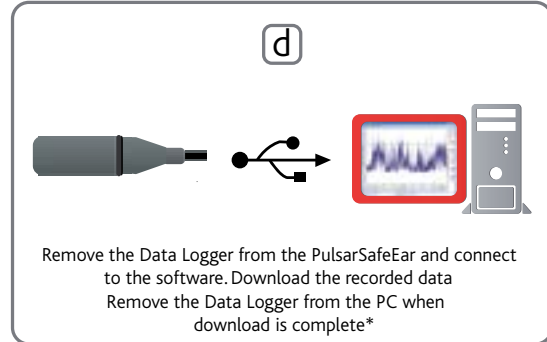 d
Remove the Data Logger from the PulsarSafeEar and connect
to the software. Download the recorded data
Remove the Data Logger from the PC when
download is complete*